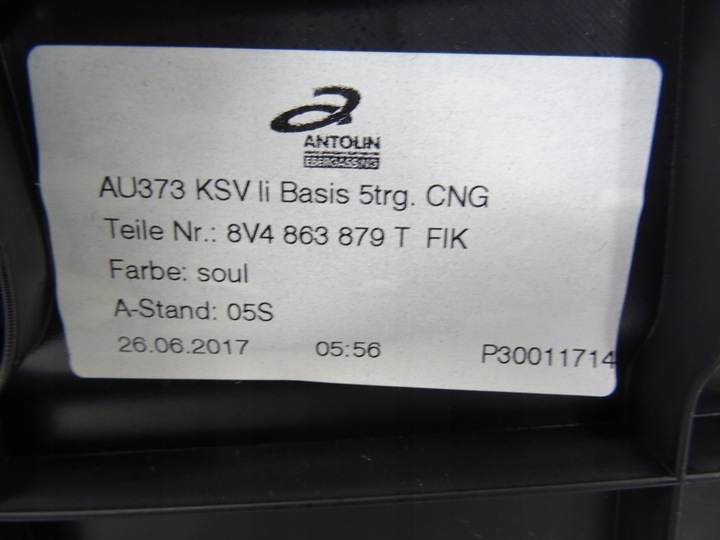 ANTOLIN
EBERGASSING
AU373 KSV li Basis 5trg. CNG
Teile Nr.: 8V4 863 879 T FIK
Farbe: soul
A-Stand: 05S
26.06.2017 05:56 P30011714